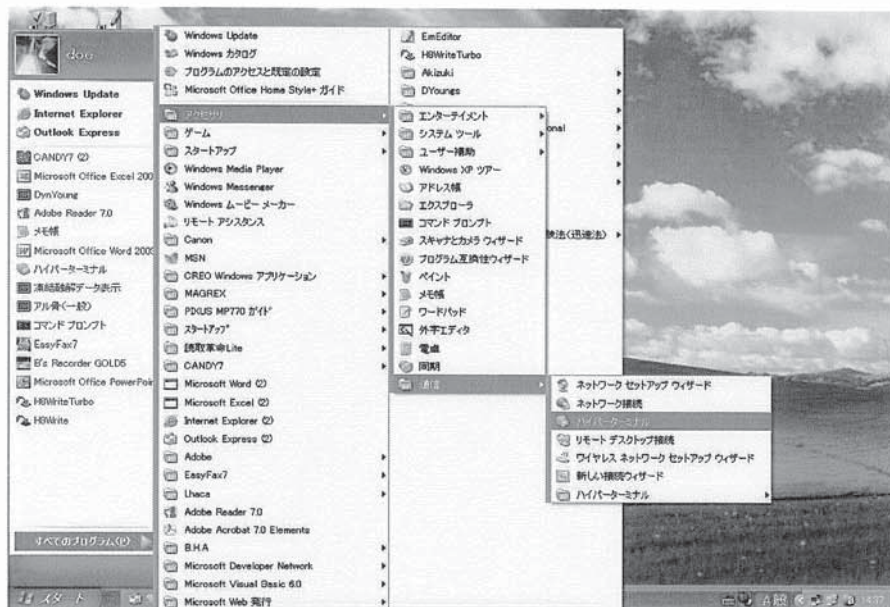 doe
Windows Update
Internet Explorer
Outlook Express
CANDY7 (2)
Microsoft Office Excel 200
DynYoung
Adobe Reader 7.0
メモ帳
Microsoft Office Word 2003
ハイパーターミナル
凍結融解データ表示
アル骨(一般)
コマンド プロンプト
EasyFax7
B's Recorder GOLD5
Microsoft Office PowerPoin
H8WriteTurbo
H8Write
すべてのプログラム(P)
スタート
Windows Update
Windows カタログ
プログラムのアクセスと既定の設定
Microsoft Office Home Style+ ガイド
アクセサリ
ゲーム
スタートアップ
Windows Media Player
Windows Messenger
Windows ムービー メーカー
リモート アシスタンス
Canon
MSN
CREO Windows アプリケーション
MAGREX
PIXUS MP770 ガイド
スタートアップ
読取革命Lite
CANDY7
Microsoft Word (2)
Microsoft Excel (2)
Internet Explorer (2)
Outlook Express (2)
Adobe
EasyFax7
Lhaca
Adobe Reader 7.0
Adobe Acrobat 7.0 Elements
B.H.A
Microsoft Developer Network
Microsoft Visual Basic 6.0
Microsoft Web 発行
EmEditor
H8WriteTurbo
Akizuki
DYoungs
onal
験法(迅速法)
エンターテイメント
システム ツール
ユーザー補助
Windows XP ツアー
アドレス帳
エクスプローラ
コマンド プロンプト
スキャナとカメラ ウィザード
プログラム互換性ウィザード
ペイント
メモ帳
ワードパッド
外字エディタ
電卓
同期
通信
ネットワーク セットアップ ウィザード
ネットワーク接続
ハイパーターミナル
リモート デスクトップ接続
ワイヤレス ネットワーク セットアップ ウィザード
新しい接続ウィザード
ハイパーターミナル
14:37